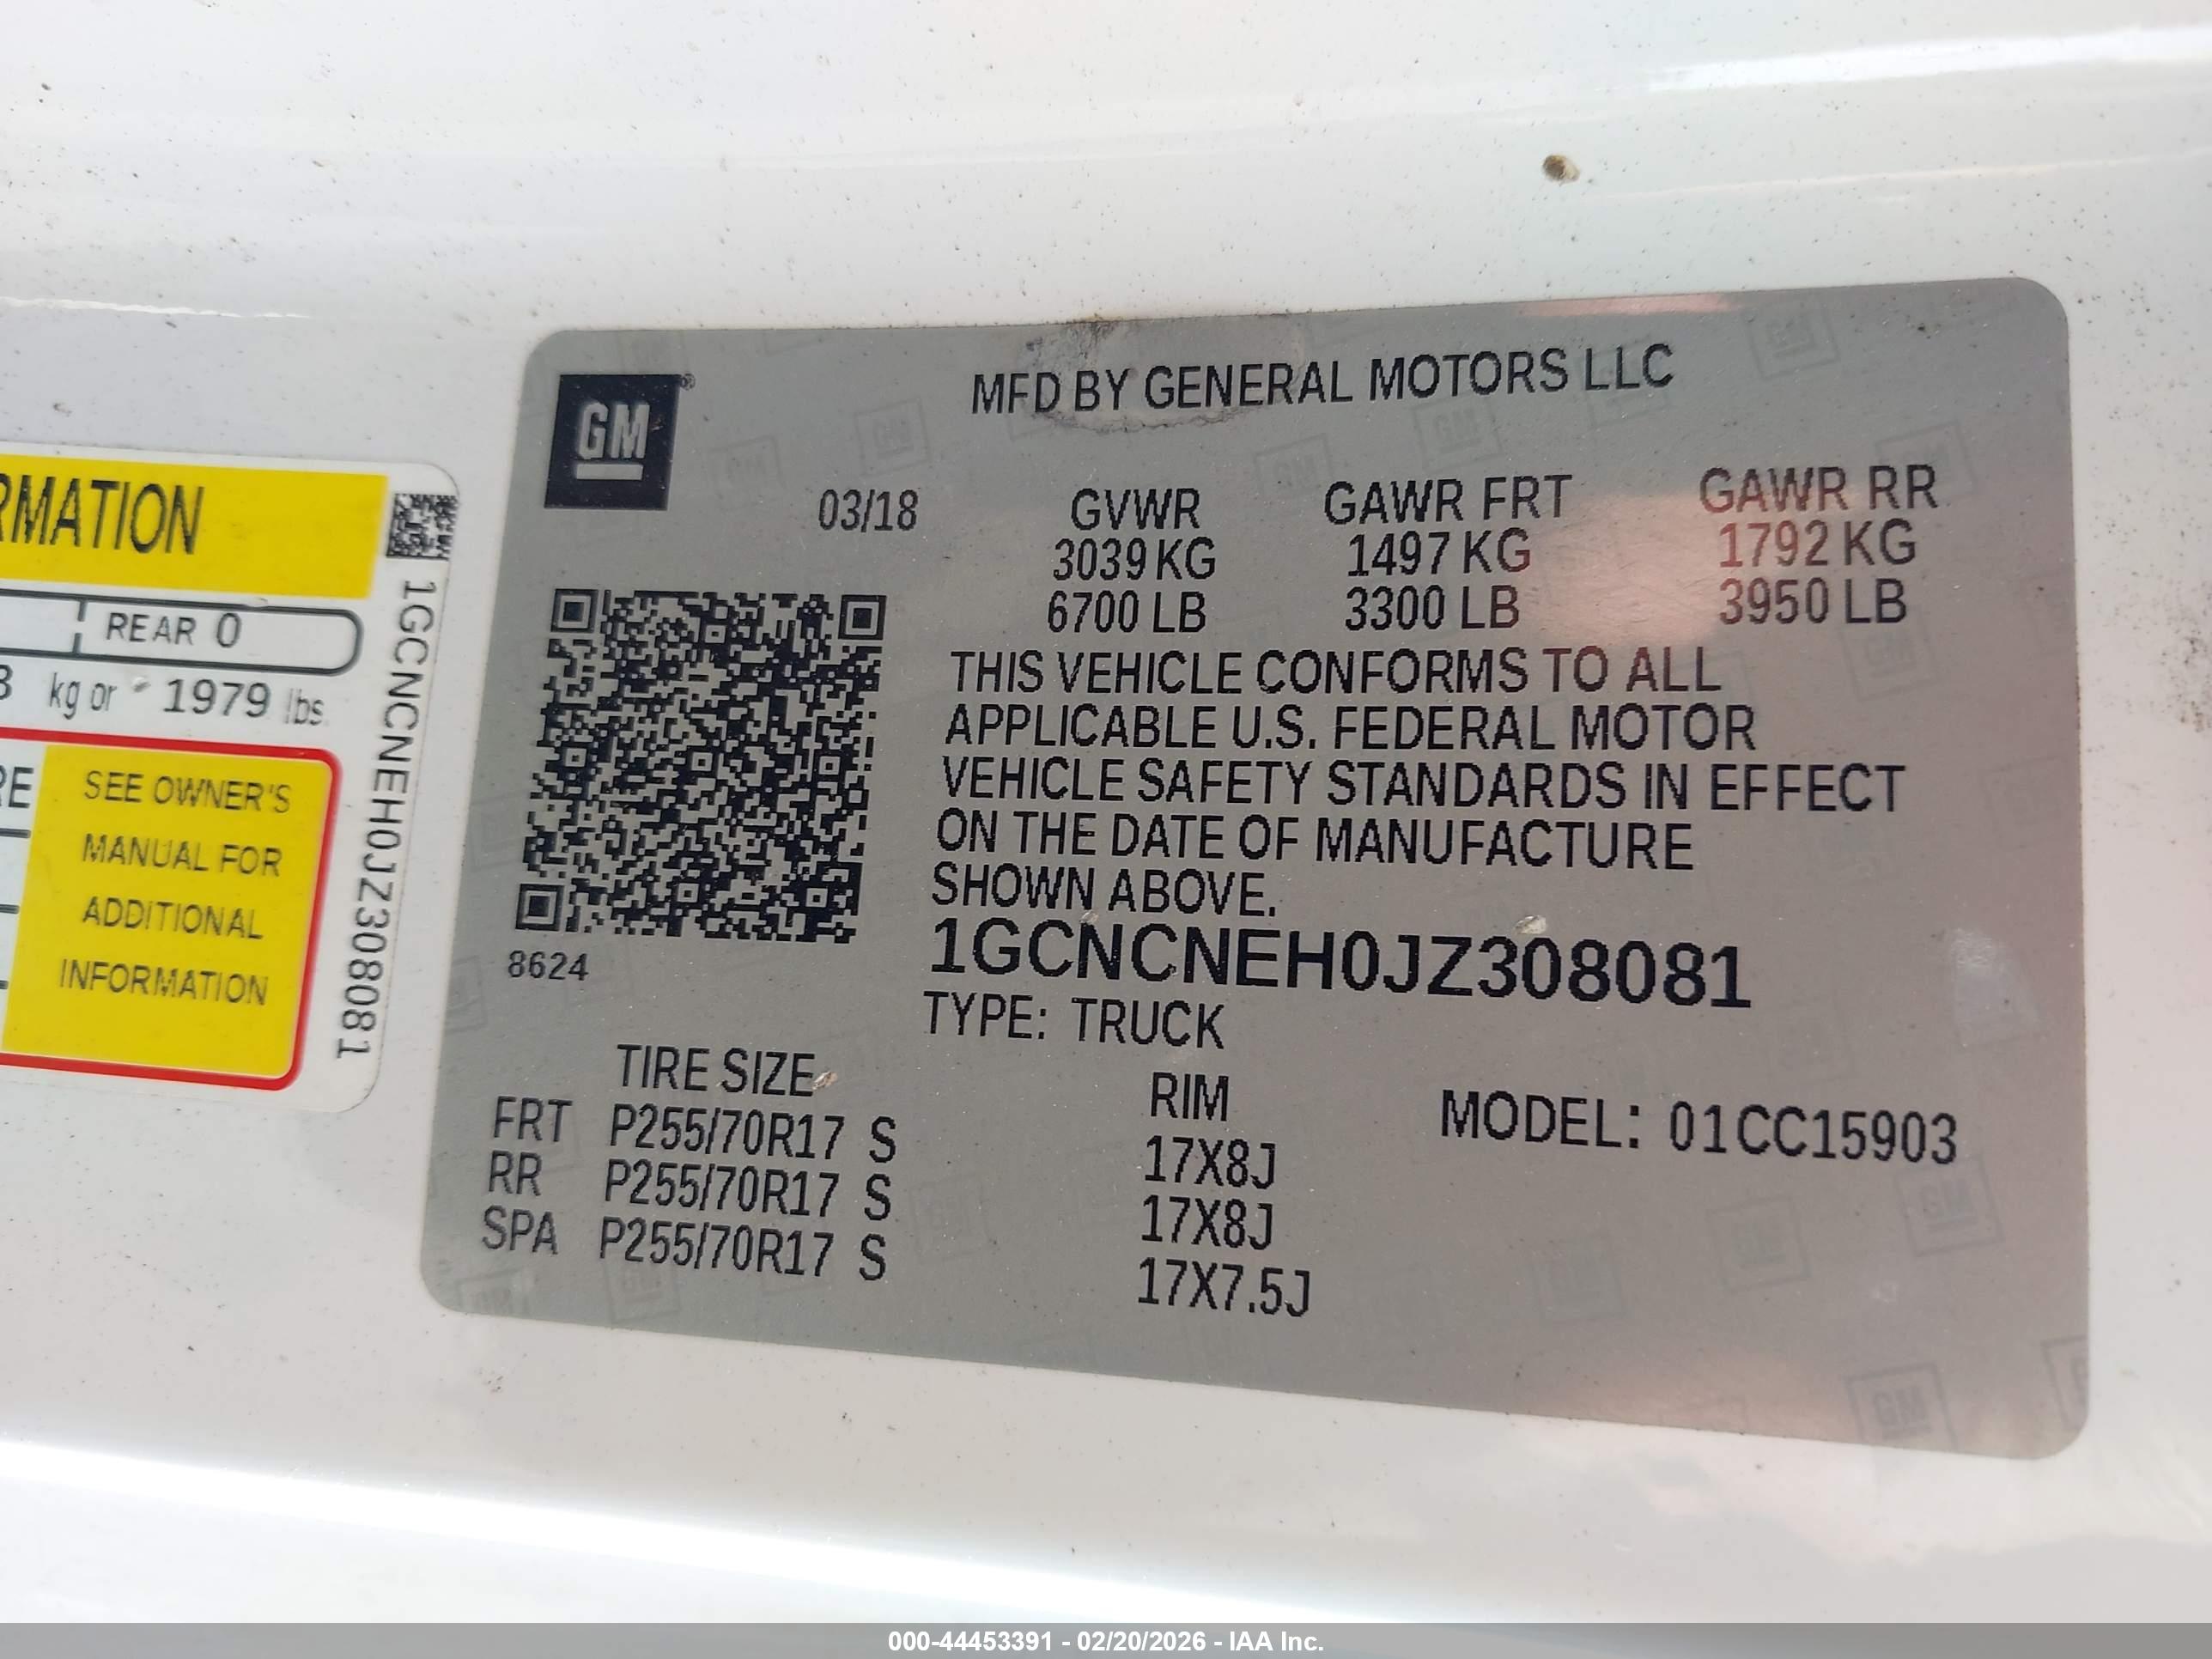 RMATION
REAR 0
kg or 1979 lbs
RE
SEE OWNER'S
MANUAL FOR
ADDITIONAL
INFORMATION
1GCNCNEH0JZ308081
GM
MFD BY GENERAL MOTORS LLC
03/18 GVWR GAWR FRT GAWR RR
3039 KG 1497 KG 1792 KG
6700 LB 3300 LB 3950 LB
THIS VEHICLE CONFORMS TO ALL
APPLICABLE U.S. FEDERAL MOTOR
VEHICLE SAFETY STANDARDS IN EFFECT
ON THE DATE OF MANUFACTURE
SHOWN ABOVE.
8624 1GCNCNEH0JZ308081
TYPE: TRUCK
TIRE SIZE RIM MODEL: 01CC15903
FRT P255/70R17 S 17X8J
RR P255/70R17 S 17X8J
SPA P255/70R17 S 17X7.5J
000-44453391 - 02/20/2026 - IAA Inc.